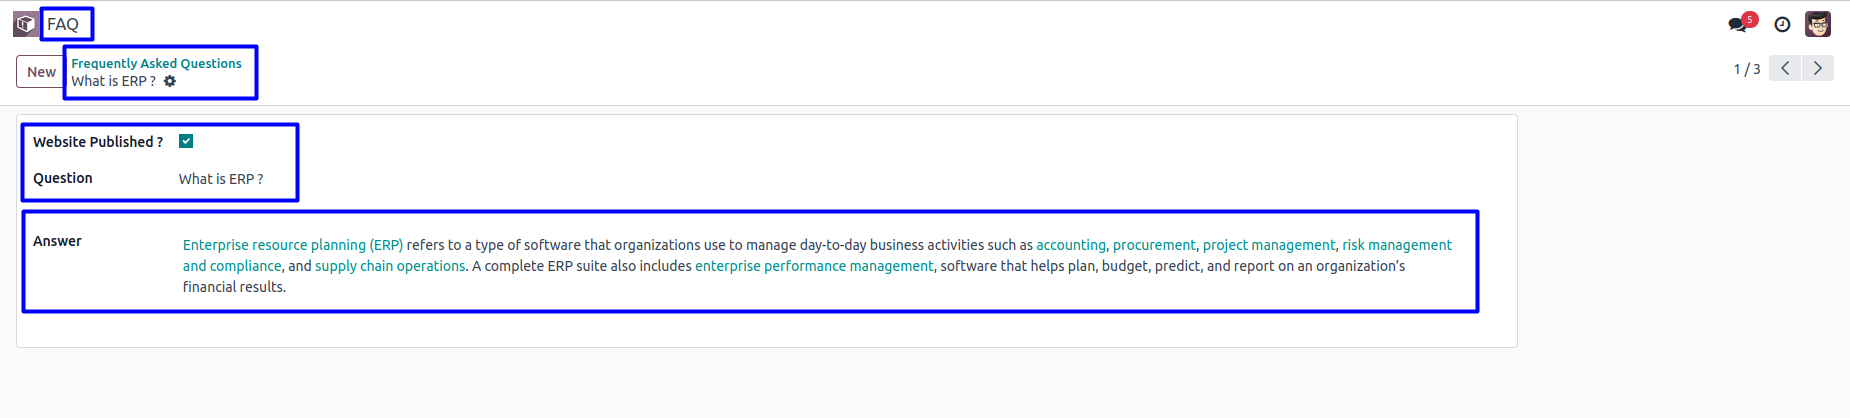 FAQ
5
New
Frequently Asked Questions
What is ERP ?
1 / 3
Website Published ?
Question
What is ERP ?
Answer
Enterprise resource planning (ERP) refers to a type of software that organizations use to manage day-to-day business activities such as accounting, procurement, project management, risk management
and compliance, and supply chain operations. A complete ERP suite also includes enterprise performance management, software that helps plan, budget, predict, and report on an organization’s
financial results.